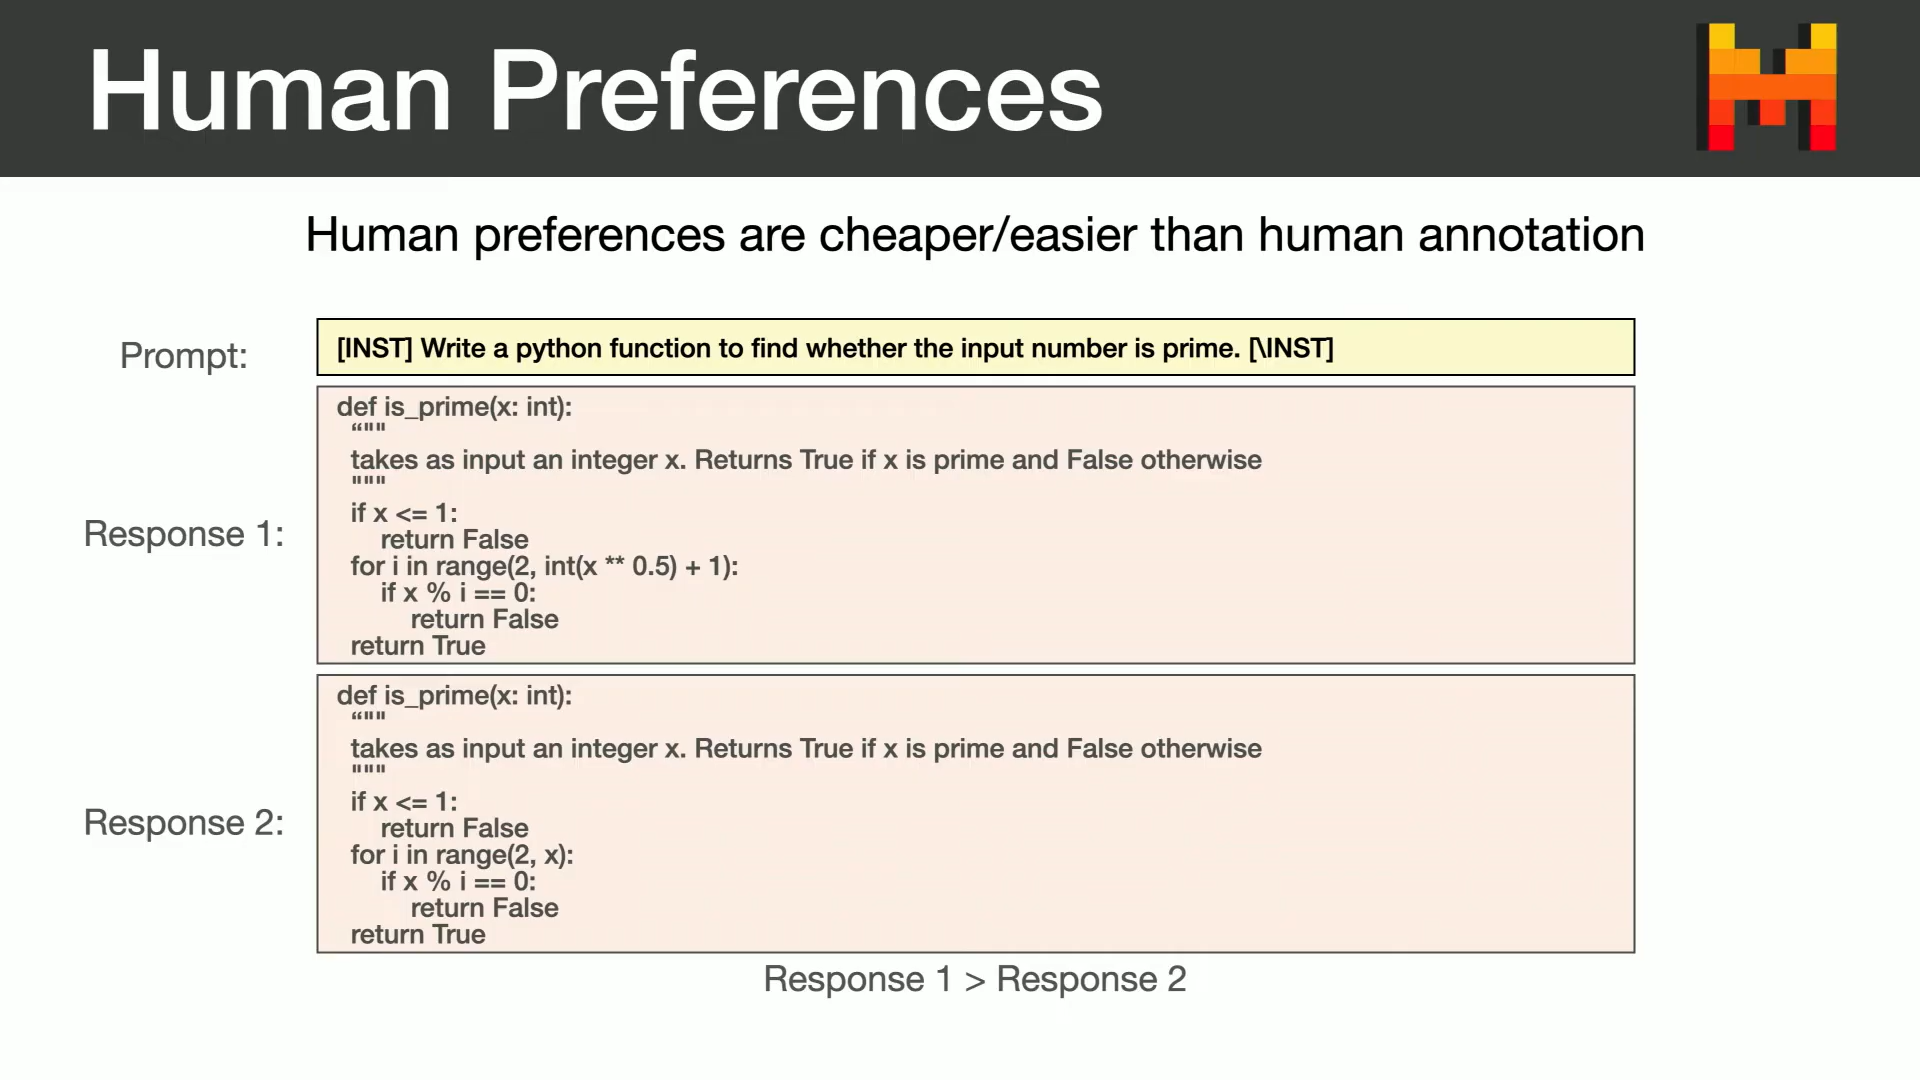 Human Preferences
Human preferences are cheaper/easier than human annotation
Prompt:
[INST] Write a python function to find whether the input number is prime. [\INST]
Response 1:
def is_prime(x: int):
“""
takes as input an integer x. Returns True if x is prime and False otherwise
"""
if x <= 1:
return False
for i in range(2, int(x ** 0.5) + 1):
if x % i == 0:
return False
return True
Response 2:
def is_prime(x: int):
“""
takes as input an integer x. Returns True if x is prime and False otherwise
"""
if x <= 1:
return False
for i in range(2, x):
if x % i == 0:
return False
return True
Response 1 > Response 2